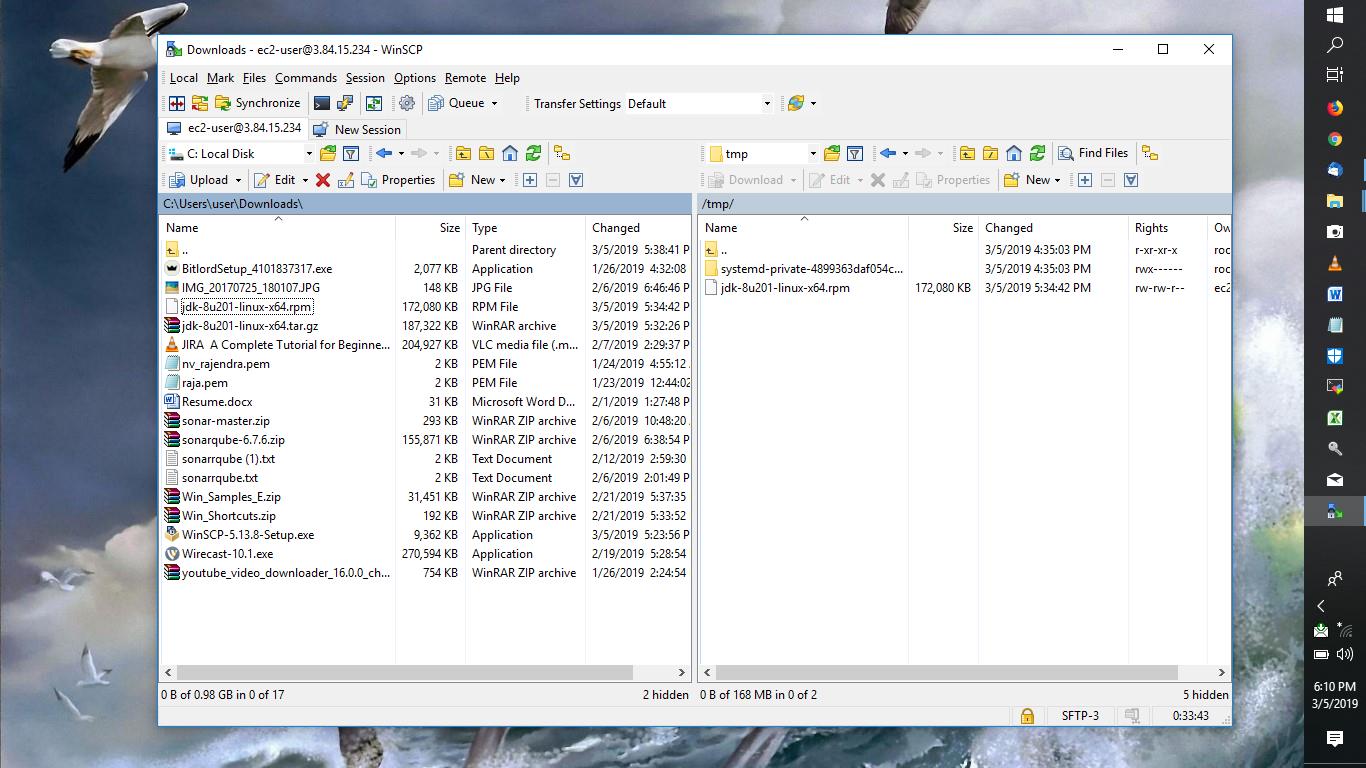 Downloads - ec2-user@3.84.15.234 - WinSCP
Local Mark Files Commands Session Options Remote Help
Synchronize Queue Transfer Settings Default
ec2-user@3.84.15.234 New Session
C: Local Disk
Upload Edit Properties New
C:\Users\user\Downloads\
Name Size Type Changed
.. Parent directory 3/5/2019 5:38:41 P
BitlordSetup_4101837317.exe 2,077 KB Application 1/26/2019 4:32:08
IMG_20170725_180107.JPG 148 KB JPG File 2/6/2019 6:46:46 P
jdk-8u201-linux-x64.rpm 172,080 KB RPM File 3/5/2019 5:34:42 P
jdk-8u201-linux-x64.tar.gz 187,322 KB WinRAR archive 3/5/2019 5:32:26 P
JIRA A Complete Tutorial for Beginne... 204,927 KB VLC media file (.m... 2/7/2019 2:29:37 P
nv_rajendra.pem 2 KB PEM File 1/24/2019 4:55:12
raja.pem 2 KB PEM File 1/23/2019 12:44:02
Resume.docx 31 KB Microsoft Word D... 2/1/2019 1:27:48 P
sonar-master.zip 293 KB WinRAR ZIP archive 2/6/2019 10:48:20
sonarqube-6.7.6.zip 155,871 KB WinRAR ZIP archive 2/6/2019 6:38:54 P
sonarrqube (1).txt 2 KB Text Document 2/12/2019 2:59:30
sonarrqube.txt 2 KB Text Document 2/6/2019 2:01:49 P
Win_Samples_E.zip 31,451 KB WinRAR ZIP archive 2/21/2019 5:37:35
Win_Shortcuts.zip 192 KB WinRAR ZIP archive 2/21/2019 5:33:52
WinSCP-5.13.8-Setup.exe 9,362 KB Application 3/5/2019 5:23:56 P
Wirecast-10.1.exe 270,594 KB Application 2/19/2019 5:28:54
youtube_video_downloader_16.0.0_ch... 754 KB WinRAR ZIP archive 1/26/2019 2:24:54
0 B of 0.98 GB in 0 of 17 2 hidden
tmp Find Files
Download Edit Properties New
/tmp/
Name Size Changed Rights Ow
.. 3/5/2019 4:35:03 PM r-xr-xr-x roo
systemd-private-4899363daf054c... 3/5/2019 4:35:03 PM rwx------ roo
jdk-8u201-linux-x64.rpm 172,080 KB 3/5/2019 5:34:42 PM rw-rw-r-- ec2
0 B of 168 MB in 0 of 2 5 hidden
SFTP-3 0:33:43
6:10 PM
3/5/2019